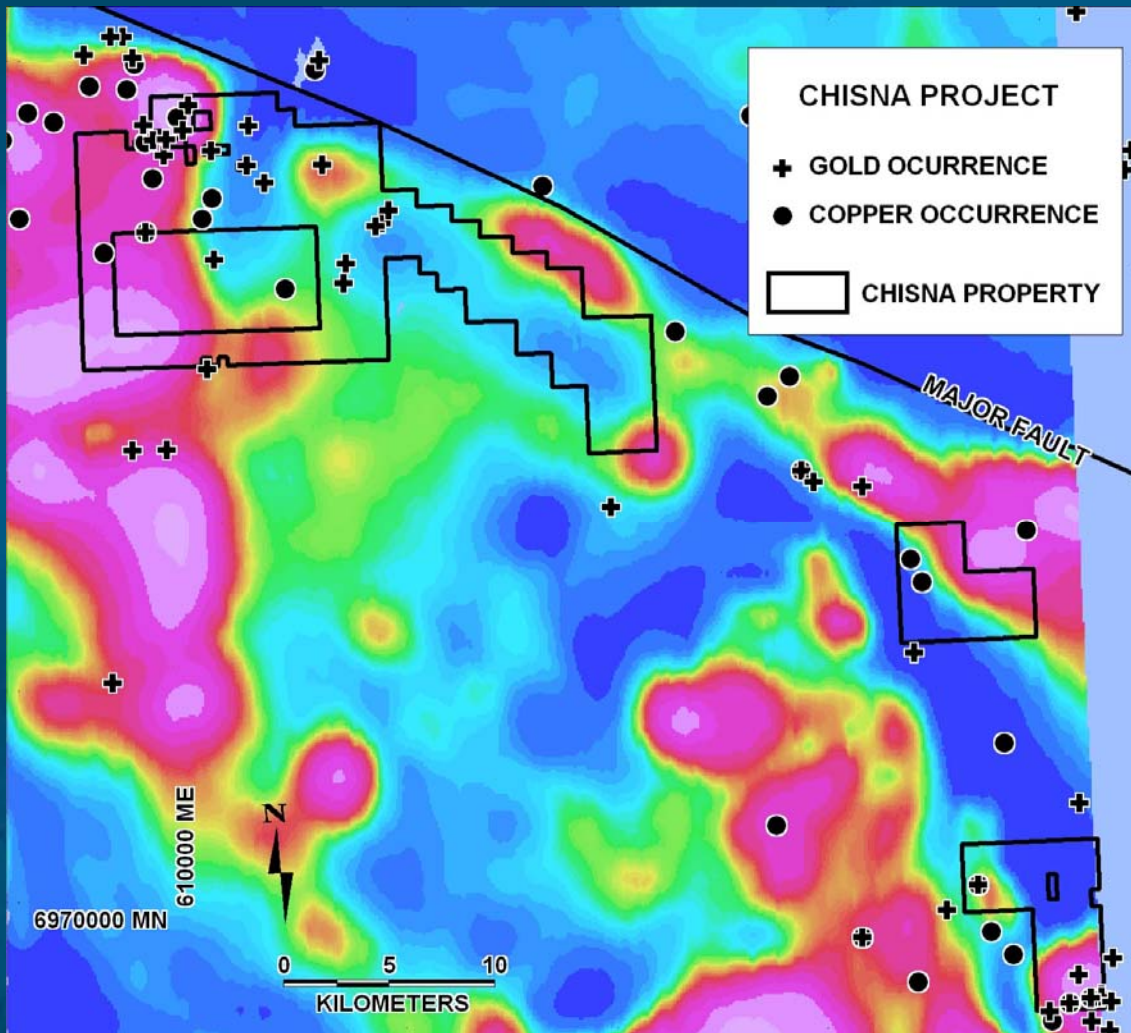 CHISNA PROJECT
GOLD OCURRENCE
COPPER OCCURRENCE
CHISNA PROPERTY
MAJOR FAULT
N
610000 ME
6970000 MN
0 5 10
KILOMETERS